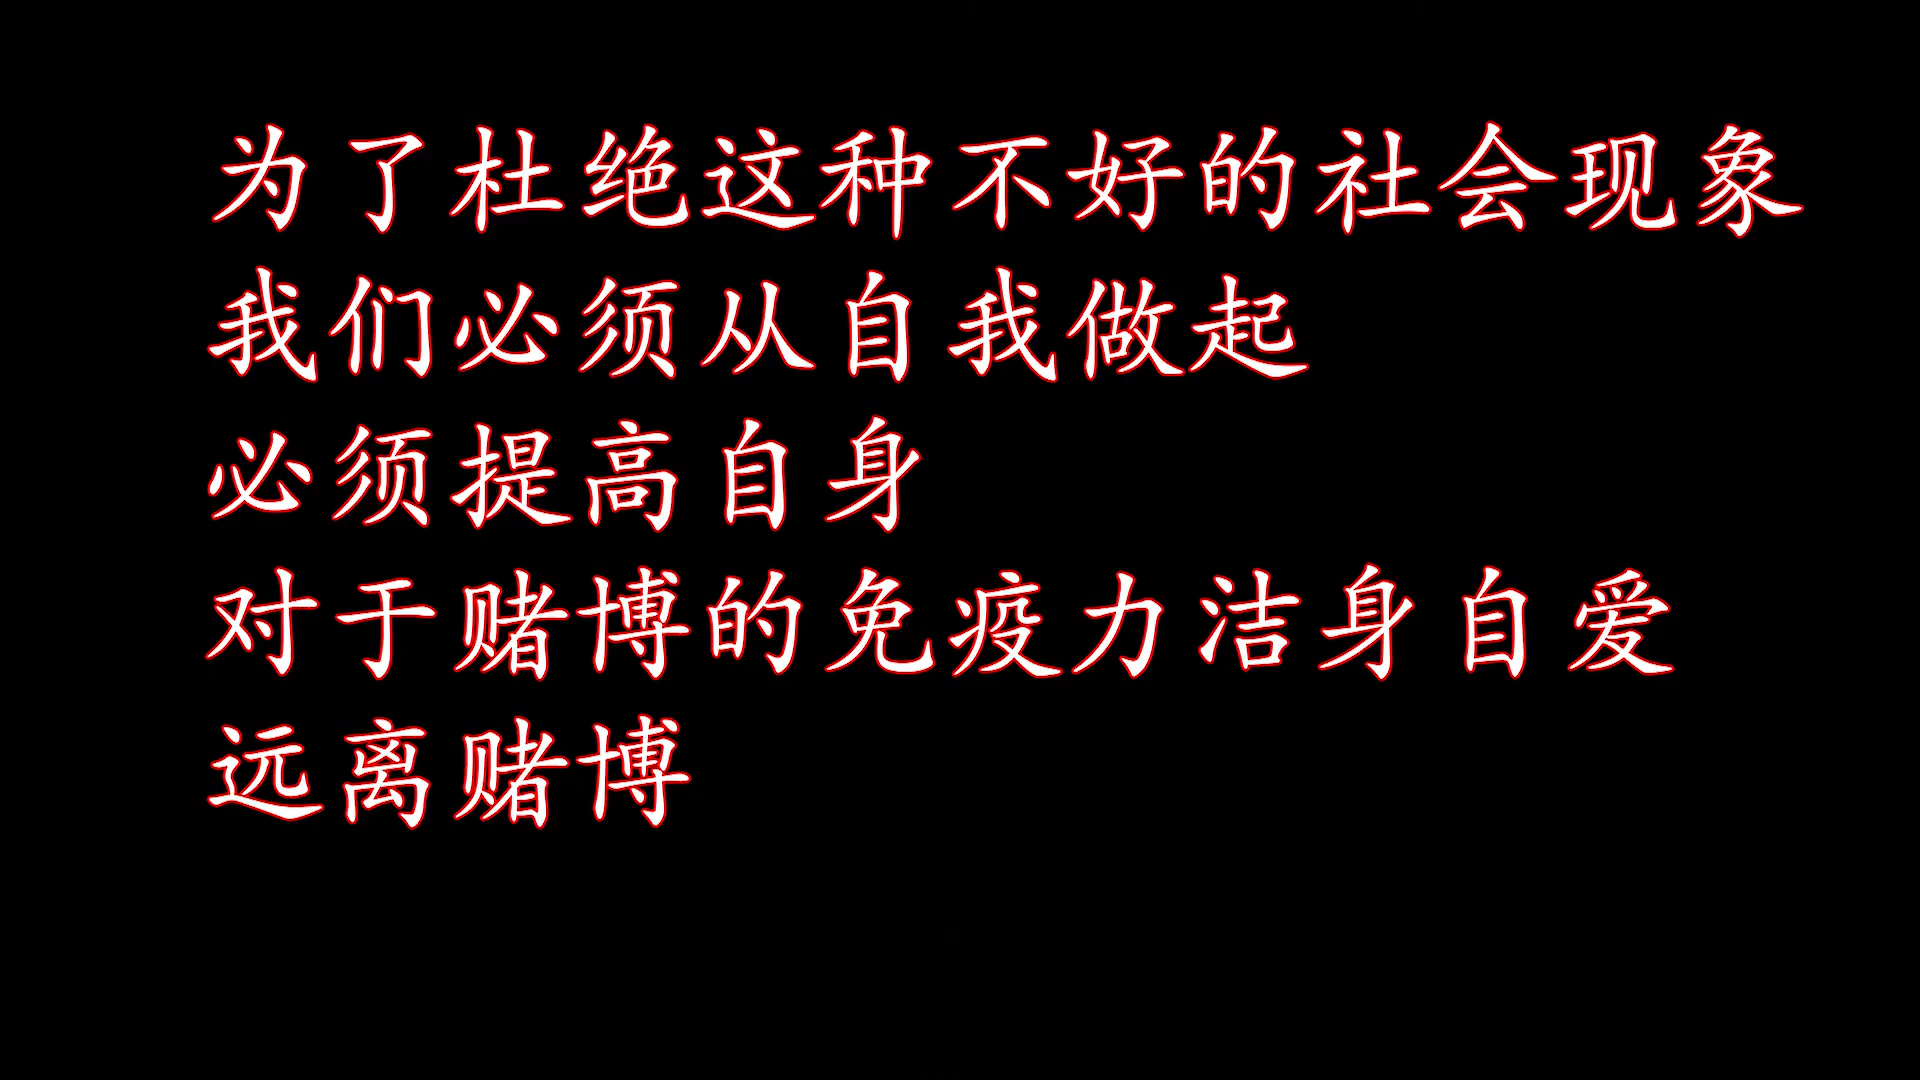 为了杜绝这种不好的社会现象
我们必须从自我做起
必须提高自身
对于赌博的免疫力洁身自爱
远离赌博